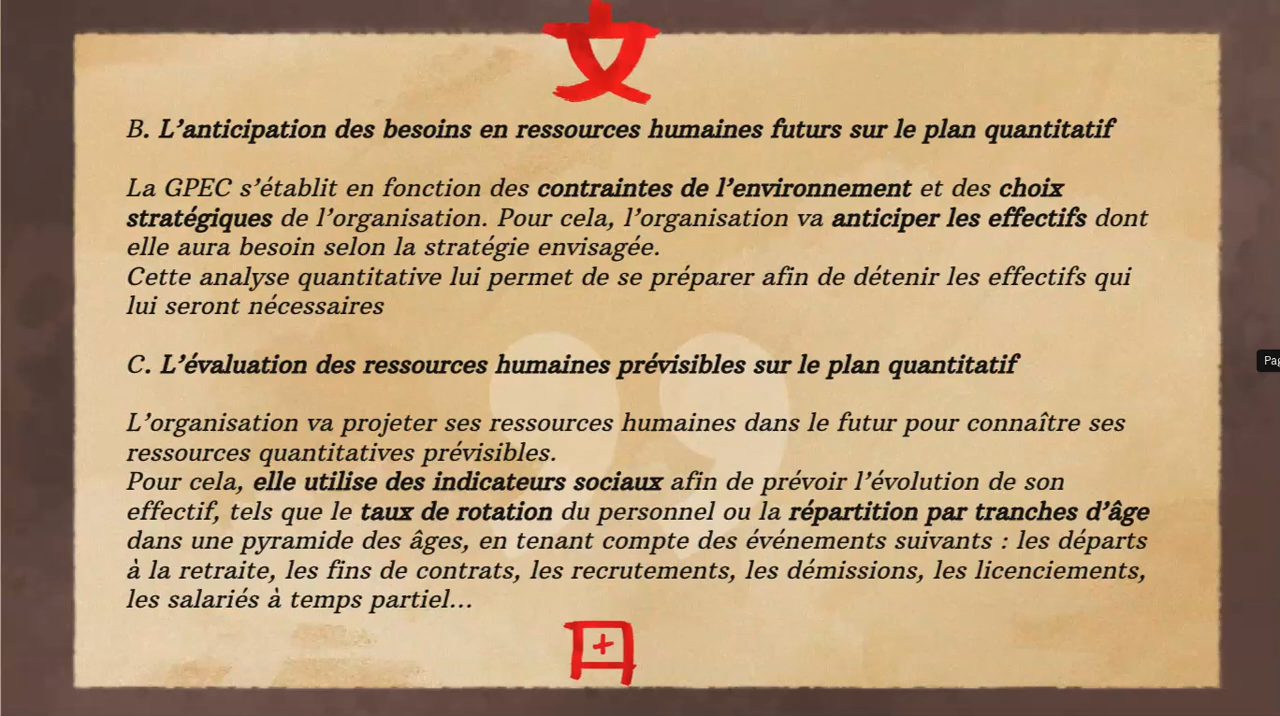 文
B. L’anticipation des besoins en ressources humaines futurs sur le plan quantitatif
La GPEC s’établit en fonction des contraintes de l’environnement et des choix
stratégiques de l’organisation. Pour cela, l’organisation va anticiper les effectifs dont
elle aura besoin selon la stratégie envisagée.
Cette analyse quantitative lui permet de se préparer afin de détenir les effectifs qui
lui seront nécessaires
C. L’évaluation des ressources humaines prévisibles sur le plan quantitatif
L’organisation va projeter ses ressources humaines dans le futur pour connaître ses
ressources quantitatives prévisibles.
Pour cela, elle utilise des indicateurs sociaux afin de prévoir l’évolution de son
effectif, tels que le taux de rotation du personnel ou la répartition par tranches d’âge
dans une pyramide des âges, en tenant compte des événements suivants : les départs
à la retraite, les fins de contrats, les recrutements, les démissions, les licenciements,
les salariés à temps partiel…